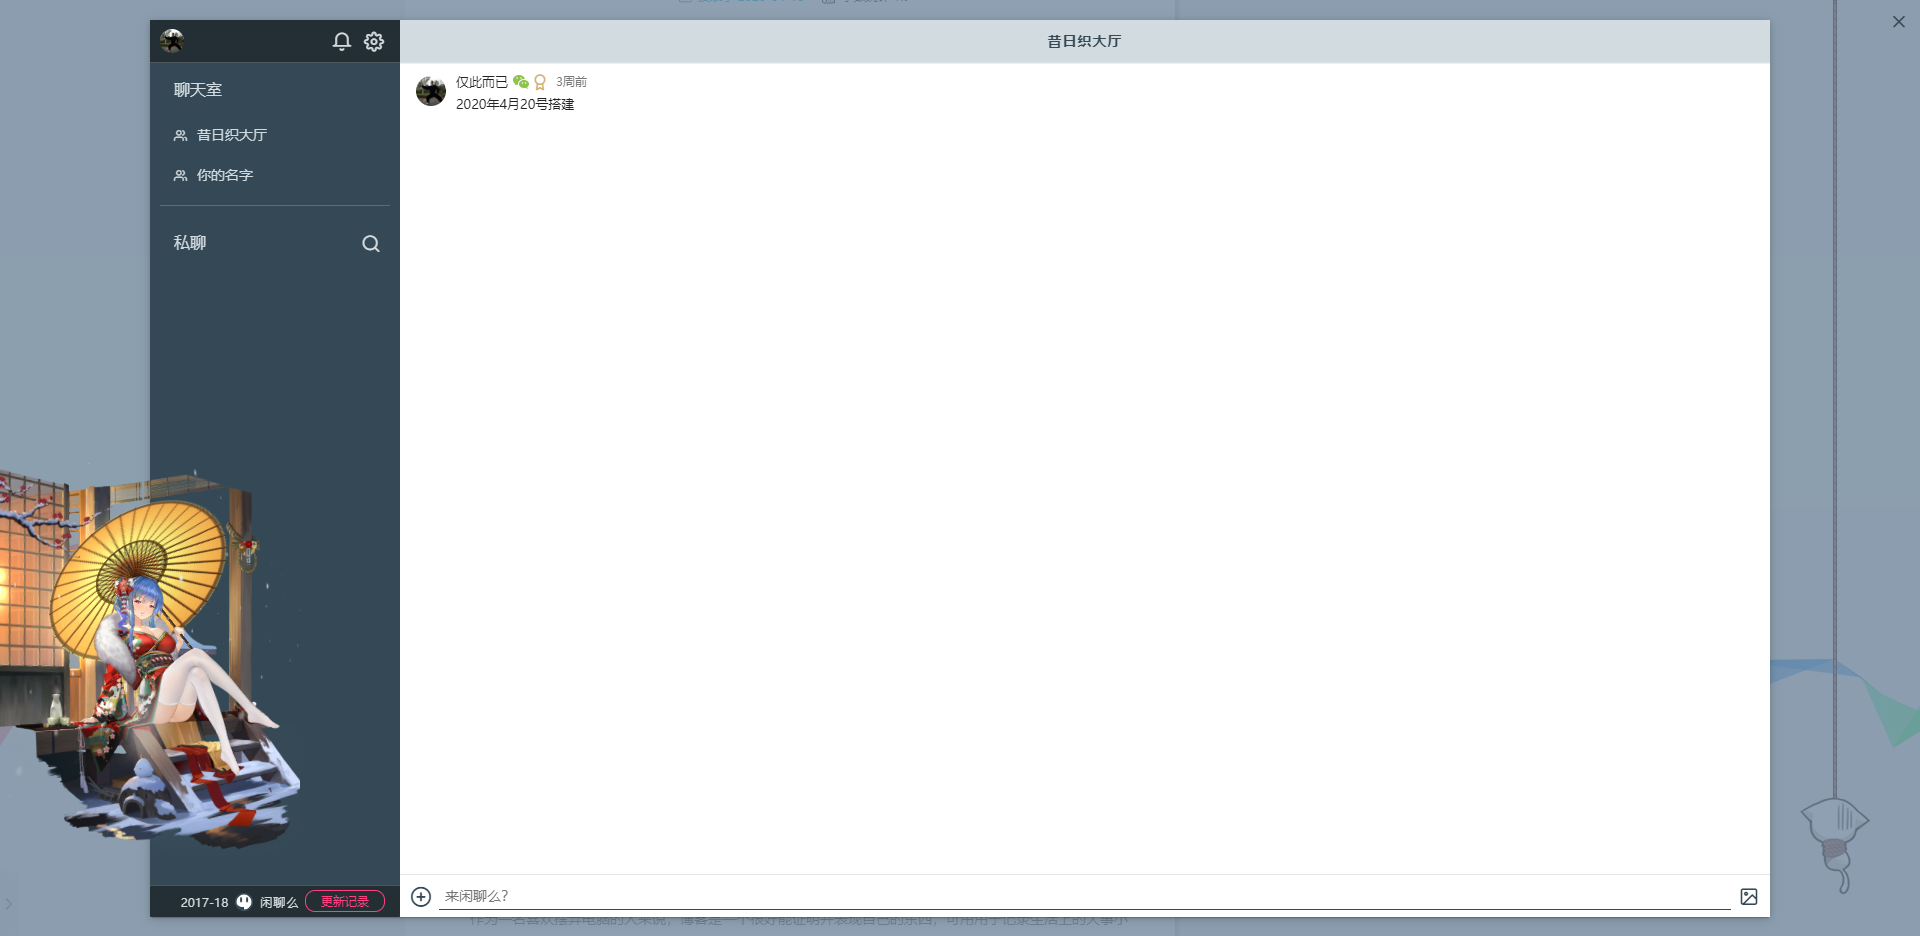 昔日织大厅
聊天室
昔日织大厅
你的名字
私聊
仅此而已 3周前
2020年4月20号搭建
来闲聊么?
2017-18 闲聊么 更新记录